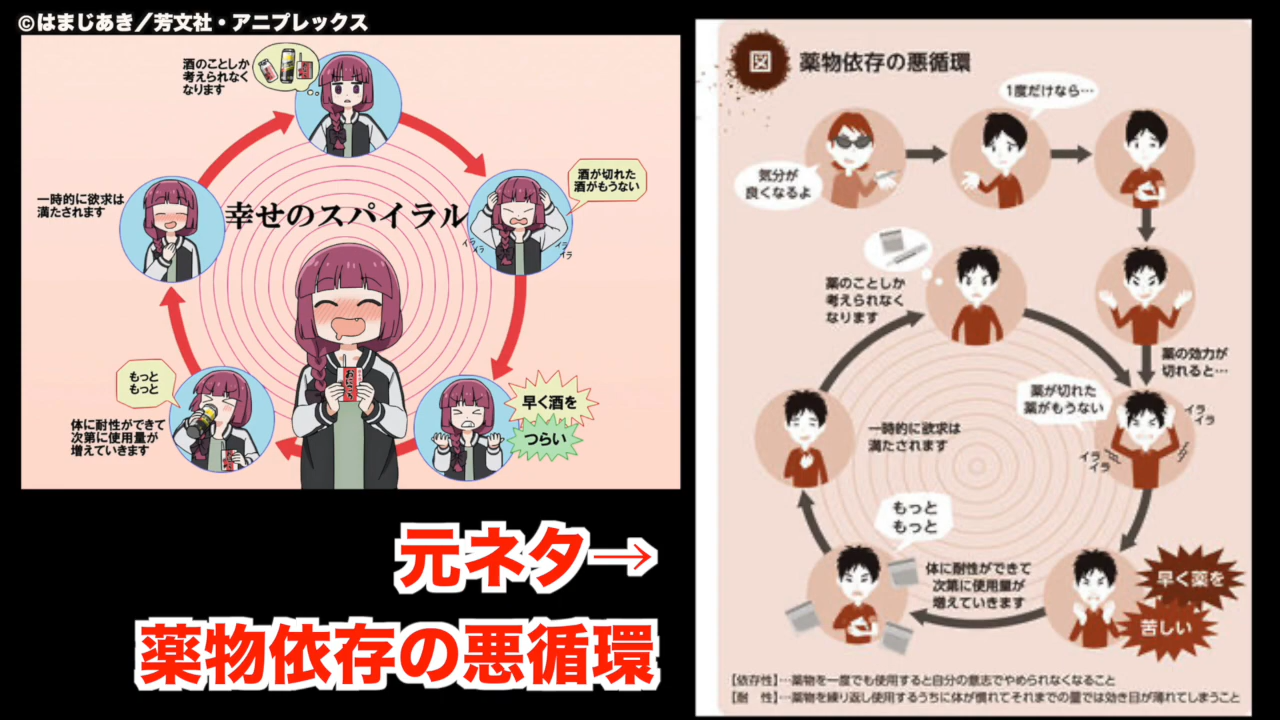 ©はまじあき／芳文社・アニプレックス
酒のことしか
考えられなく
なります
酒が切れた
酒がもうない
イライラ
イライラ
一時的に欲求は
満たされます
幸せのスパイラル
もっと
もっと
体に耐性ができて
次第に使用量が
増えていきます
おにころ
早く酒を
つらい
元ネタ→
薬物依存の悪循環
図
薬物依存の悪循環
1度だけなら…
気分が
良くなるよ
薬のことしか
考えられなく
なります
薬の効力が
切れると…
薬が切れた
薬がもうない
イライラ
イライラ
一時的に欲求は
満たされます
もっと
もっと
体に耐性ができて
次第に使用量が
増えていきます
早く薬を
苦しい
【依存性】…薬物を一度でも使用すると自分の意志でやめられなくなること
【耐　性】…薬物を繰り返し使用するうちに体が慣れてそれまでの量では効き目が薄れてしまうこと